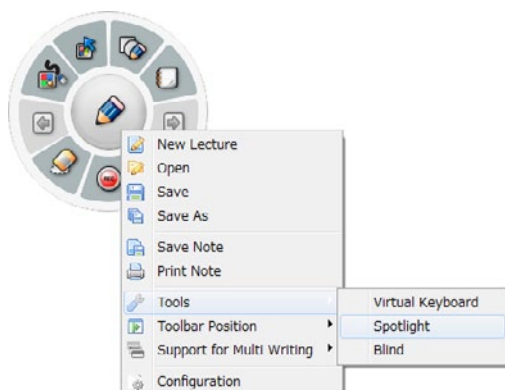 New Lecture
Open
Save
Save As
Save Note
Print Note
Tools
Virtual Keyboard
Toolbar Position
Spotlight
Support for Multi Writing
Blind
Configuration
REC